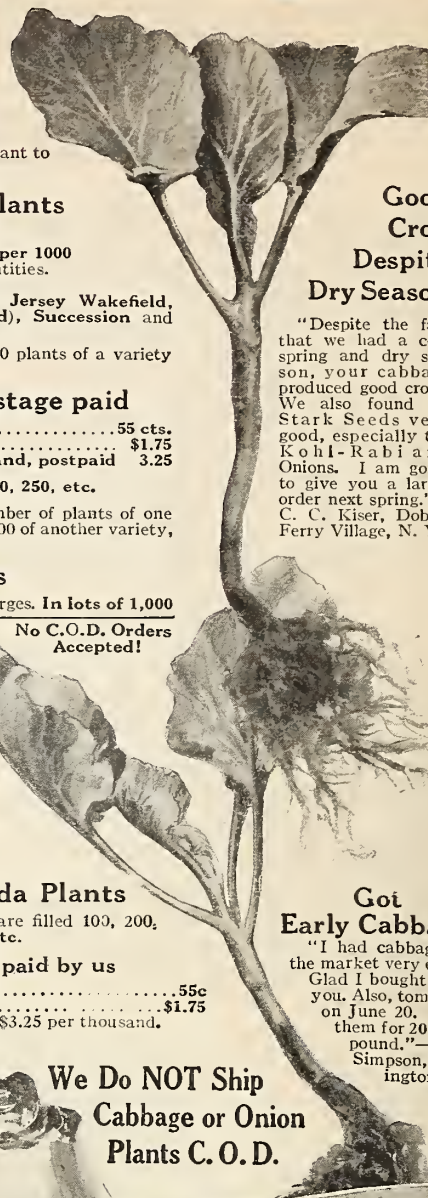 ant to
lants
per 1000
tities.
Jersey Wakefield,
d), Succession and
0 plants of a variety
stage paid
...............55 cts.
............... $1.75
and, postpaid 3.25
0, 250, etc.
mber of plants of one
00 of another variety,
s
rges. In lots of 1,000
No C.O.D. Orders
Accepted!
da Plants
are filled 100, 200,
tc.
paid by us
...............55c
...............$1.75
$3.25 per thousand.
We Do NOT Ship
Cabbage or Onion
Plants C. O. D.
Goo
Cro
Despit
Dry Seaso
"Despite the f
that we had a c
spring and dry s
son, your cabba
produced good cro
We also found
Stark Seeds ve
good, especially t
Kohl-Rabi a
Onions. I am go
to give you a lar
order next spring."
C. C. Kiser, Dob
Ferry Village, N. Y
Got
Early Cabb
"I had cabbag
the market very e
Glad I bought
you. Also, tom
on June 20.
them for 20
pound."—
Simpson,
ington